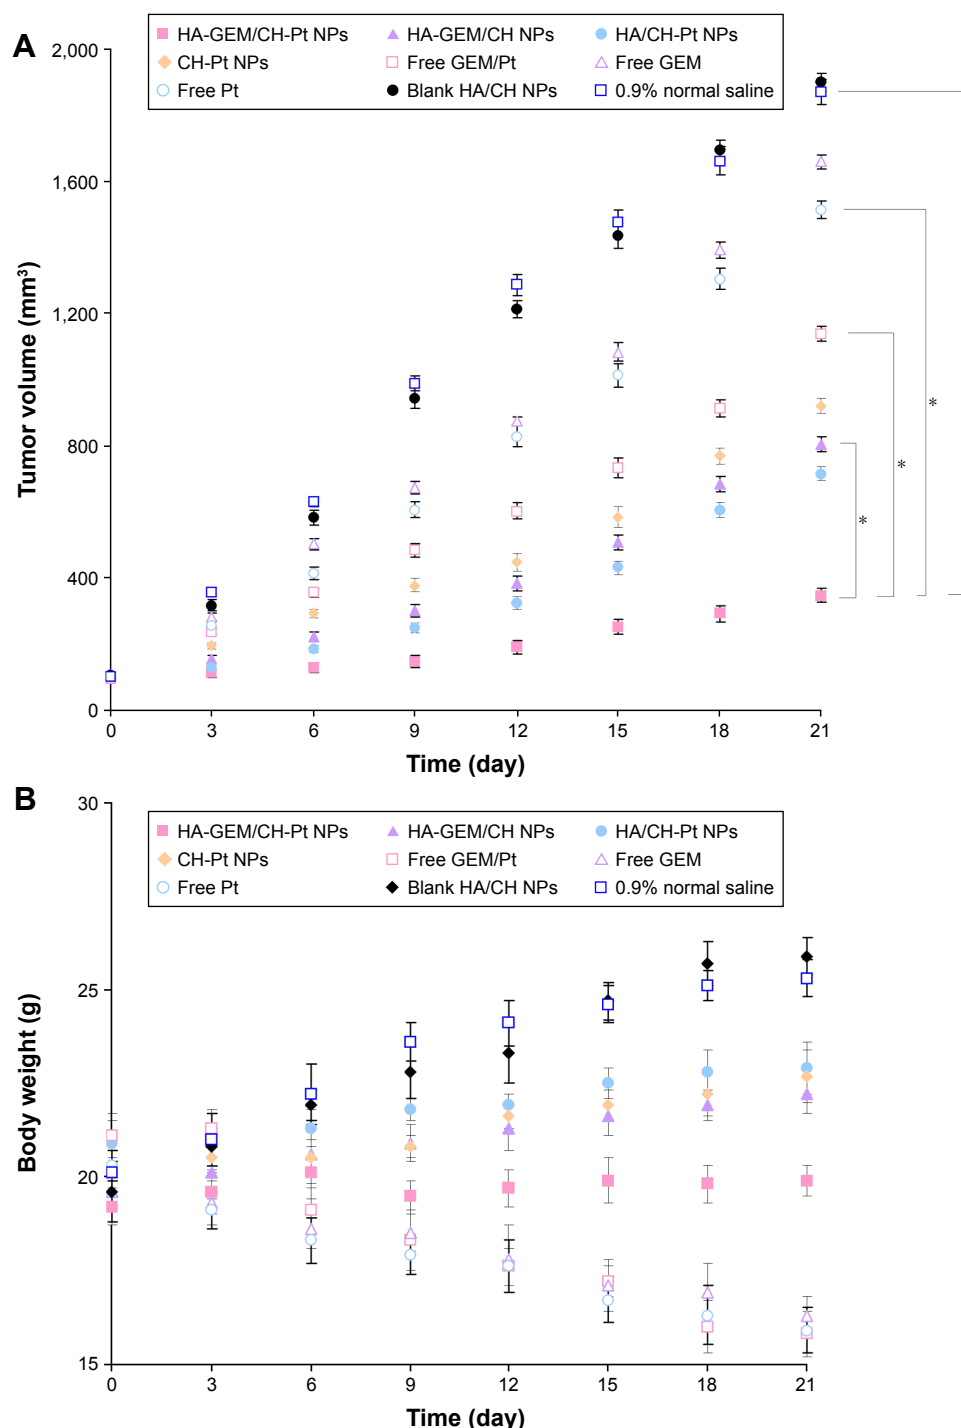 A
HA-GEM/CH-Pt NPs HA-GEM/CH NPs HA/CH-Pt NPs
CH-Pt NPs Free GEM/Pt Free GEM
Free Pt Blank HA/CH NPs 0.9% normal saline
Tumor volume (mm³)
2,000
1,600
1,200
800
400
0
*
*
*
0 3 6 9 12 15 18 21
Time (day)
B
HA-GEM/CH-Pt NPs HA-GEM/CH NPs HA/CH-Pt NPs
CH-Pt NPs Free GEM/Pt Free GEM
Free Pt Blank HA/CH NPs 0.9% normal saline
Body weight (g)
30
25
20
15
0 3 6 9 12 15 18 21
Time (day)